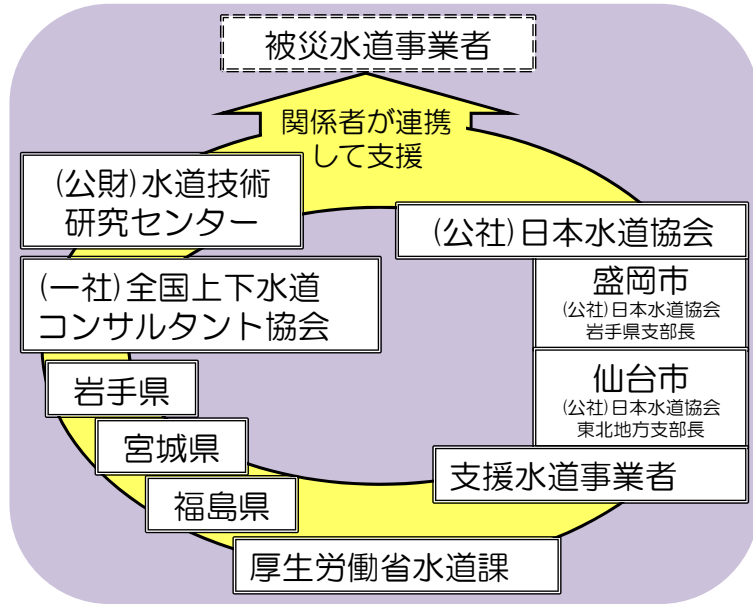 被災水道事業者
関係者が連携
して支援
(公財)水道技術
研究センター
(公社)日本水道協会
(一社)全国上下水道
コンサルタント協会
盛岡市
(公社)日本水道協会
岩手県支部長
仙台市
(公社)日本水道協会
東北地方支部長
岩手県
宮城県
福島県
支援水道事業者
厚生労働省水道課